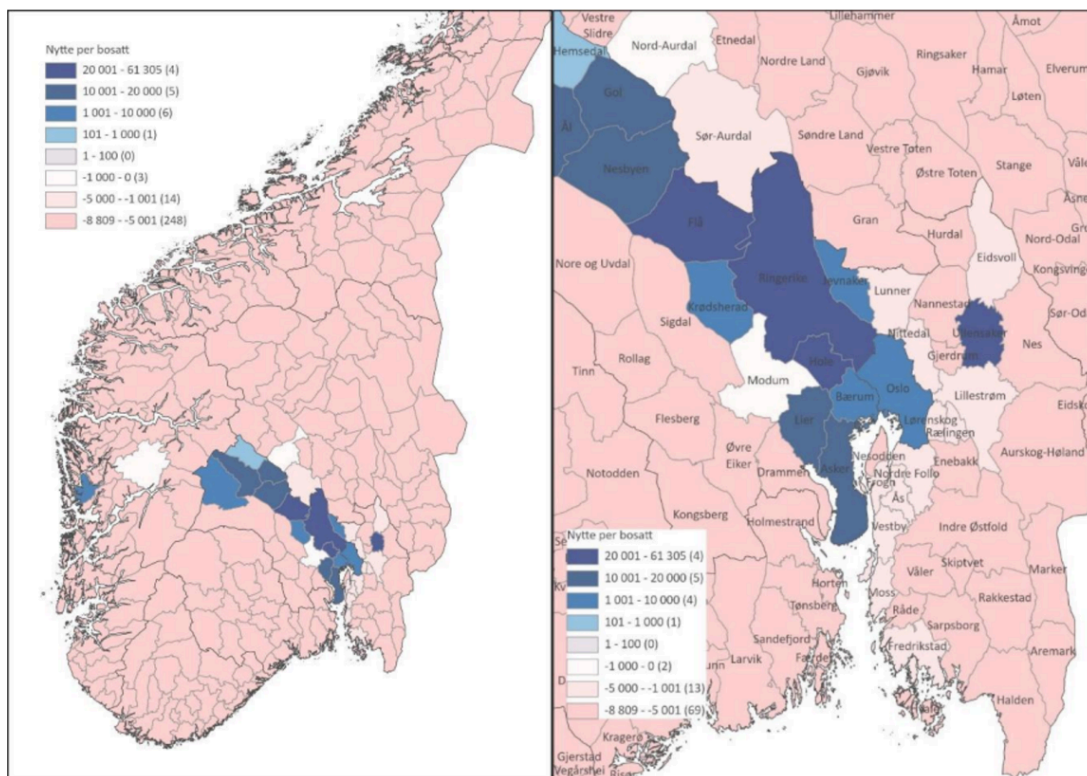 Nytte per bosatt
20 001 - 61 305 (4)
10 001 - 20 000 (5)
1 001 - 10 000 (6)
101 - 1 000 (1)
1 - 100 (0)
-1 000 - 0 (3)
-5 000 - -1 001 (14)
-8 809 - -5 001 (248)
Vestre
Slidre
Lillehammer
Åmot
Hemsedal
Nord-Aurdal
Etnedal
Nordre Land
Ringsaker
Gjøvik
Hamar
Elverum
Løten
Gol
Ål
Sør-Aurdal
Søndre Land
Vestre Toten
Stange
Nesbyen
Østre Toten
Flå
Gran
Hurdal
Nord-Odal
Nore og Uvdal
Eidsvoll
Ringerike
Jevnaker
Kongsving
Krødsherad
Lunner
Nannestad
Sigdal
Ullensaker
Sør-Od
Nittedal
Rollag
Hole
Gjerdrum
Nes
Tinn
Modum
Bærum
Oslo
Lillestrøm
Eidsko
Flesberg
Lier
Lørenskog
Rælingen
Øvre
Eiker
Asker
Nesodden
Enebakk
Aurskog-Høland
Notodden
Drammen
Nordre Follo
Frogn
Ås
Kongsberg
Holmestrand
Vestby
Indre Østfold
Nytte per bosatt
20 001 - 61 305 (4)
10 001 - 20 000 (5)
1 001 - 10 000 (4)
101 - 1 000 (1)
1 - 100 (0)
-1 000 - 0 (2)
-5 000 - -1 001 (13)
-8 809 - -5 001 (69)
Våler
Skiptvet
Marker
Horten
Moss
Tønsberg
Råde
Rakkestad
Sarpsborg
Sandefjord
Fredrikstad
Larvik
Færder
Aremark
Halden
Kragerø
Gjerstad
Vegårshei